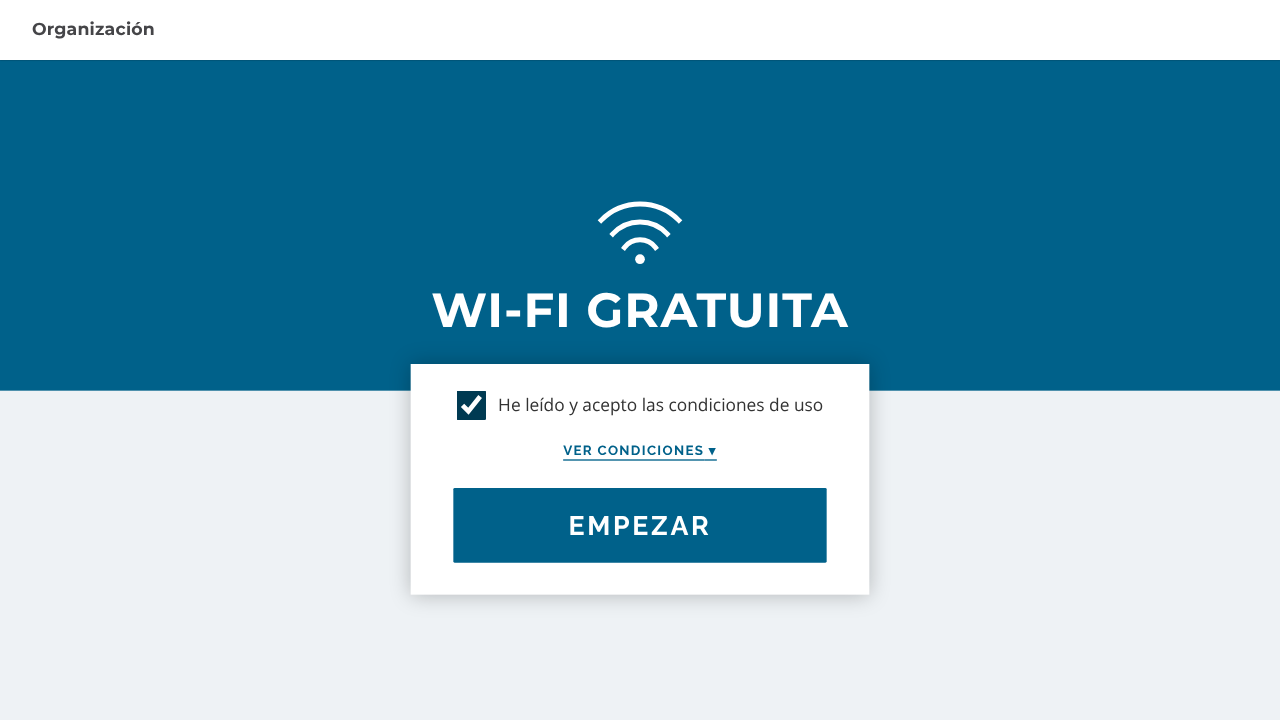 Organización
WI-FI GRATUITA
He leído y acepto las condiciones de uso
VER CONDICIONES ▼
EMPEZAR